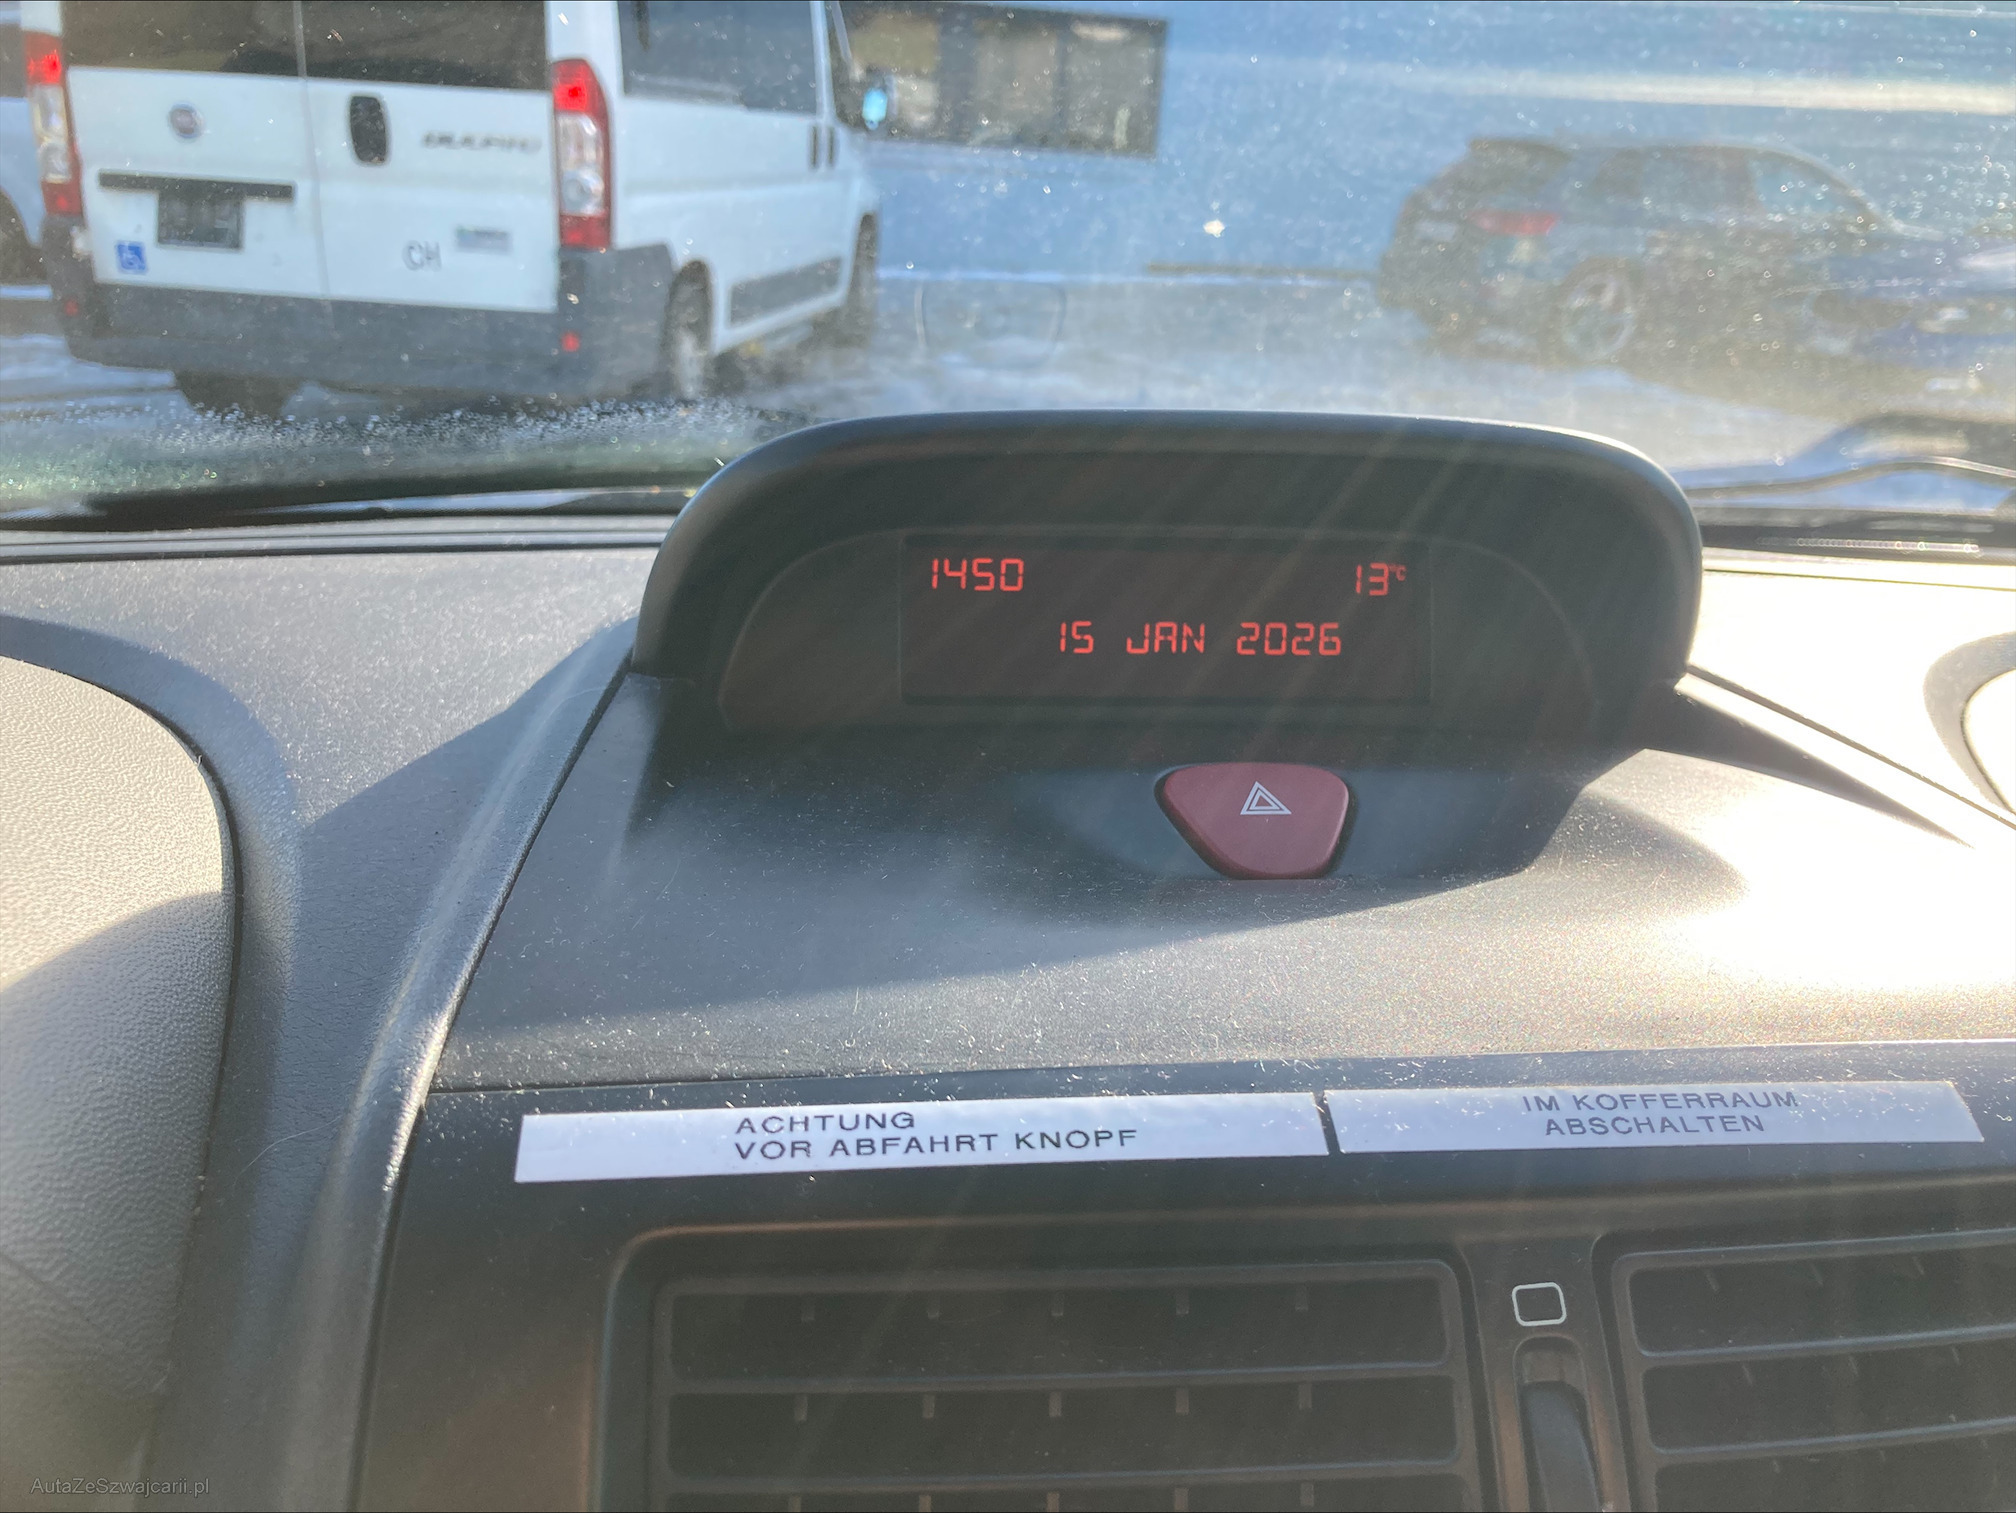 CH
1450
13°C
15 JAN 2026
ACHTUNG
VOR ABFAHRT KNOPF
IM KOFFERRAUM
ABSCHALTEN
AutaZeSzwajcarii.pl